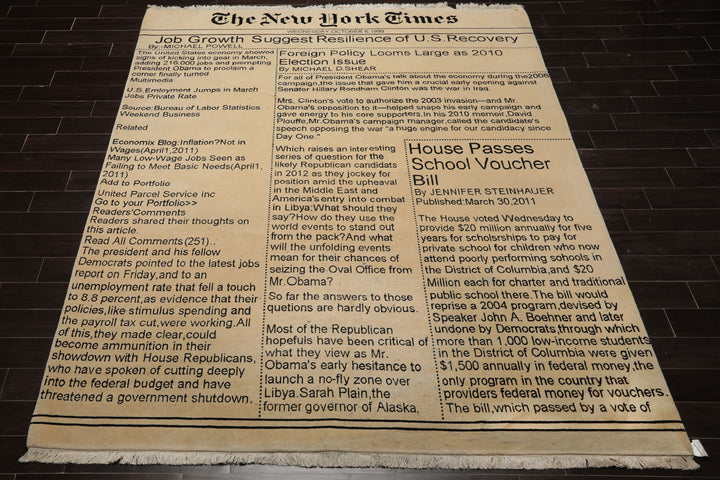 The New York Times
WEDNESDAY, OCTOBER 6, 1999
Job Growth Suggest Resilience of U.S. Recovery
By:-MICHAEL POWELL
The United States economy showed
signs of kicking into gear in March,
adding 216,000 jobs and prompting
President Obama to proclaim a
corner finally turned.
Multimedia
U.S.Employment Jumps in March
Jobs Private Rate
Source:Bureau of Labor Statistics
Weekend Business
Related
Economix Blog:Inflation?Not in
Wages(April1,2011)
Many Low-Wage Jobs Seen as
Failing to Meet Basic Needs(April1,
2011)
Add to Portfolio
United Parcel Service Inc
Go to your Portfolio>>
Readers'Comments
Readers shared their thoughts on
this article.
Read All Comments (251)..
The president and his fellow
Democrats pointed to the latest jobs
report on Friday,and to an
unemployment rate that fell a touch
to 8.8 percent,as evidence that their
policies,like stimulus spending and
the payroll tax cut,were working.All
of this,they made clear,could
become ammunition in their
showdown with House Republicans,
who have spoken of cutting deeply
into the federal budget and have
threatened a government shutdown.
Foreign Policy Looms Large as 2010
Election Issue
By MICHAEL D.SHEAR
For all of President Obama's talk about the economy during the2008
campaign,the issue that gave him a crucial early opening against
Senator Hillary Rondham Clinton was the war in Iraq.
Mrs. Clinton's vote to authorize the 2003 invasion—and Mr.
Obama's opposition to it—helped snaps his early campaign and
gave energy to his core supporters.In his 2010 memoir,David
Plouffe,Mr.Obama's campaign manager,called the candidate's
speech opposing the war "a huge engine for our candidacy since
Day One."
Which raises an interesting
series of question for the
likely Republican candidats
in 2012 as they jockey for
position amid the upheaval
in the Middle East and
America's entry into combat
in Libya:What should they
say?How do they use the
world events to stand out
from the pack?And what
will the unfolding events
mean for their chances of
seizing the Oval Office from
Mr.Obama?
So far the answers to those
quetions are hardly obvious.
Most of the Republican
hopefuls have been critical of
what they view as Mr.
Obama's early hesitance to
launch a no-fly zone over
Libya.Sarah Plain,the
former governor of Alaska,
House Passes
School Voucher
Bill
By JENNIFER STEINHAUER
Published:March 30,2011
The House voted Wednesday to
provide $20 million annually for five
years for scholsrships to pay for
private school for children who now
attend poorly performing schools in
the District of Columbia,and $20
Million each for charter and traditional
public school there.The bill would
reprise a 2004 program,devised by
Speaker John A. Boehner and later
undone by Democrats,through which
more than 1,000 low-income students
in the District of Columbia were given
$1,500 annually in federal money,the
only program in the country that
providers federal money for vouchers.
The bill,which passed by a vote of